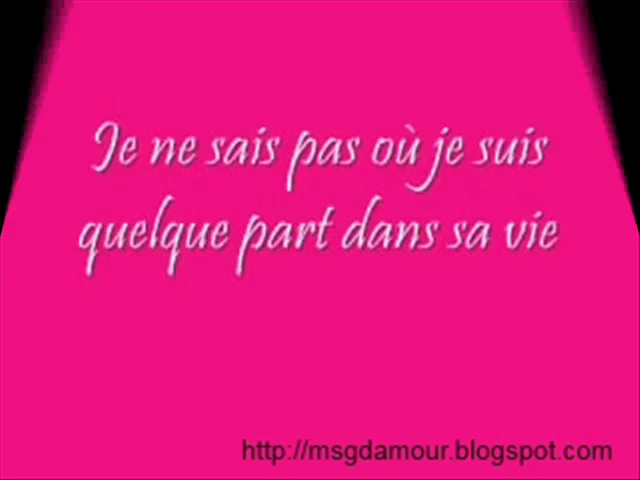 Je ne sais pas où je suis
quelque part dans sa vie
http://msgdamour.blogspot.com